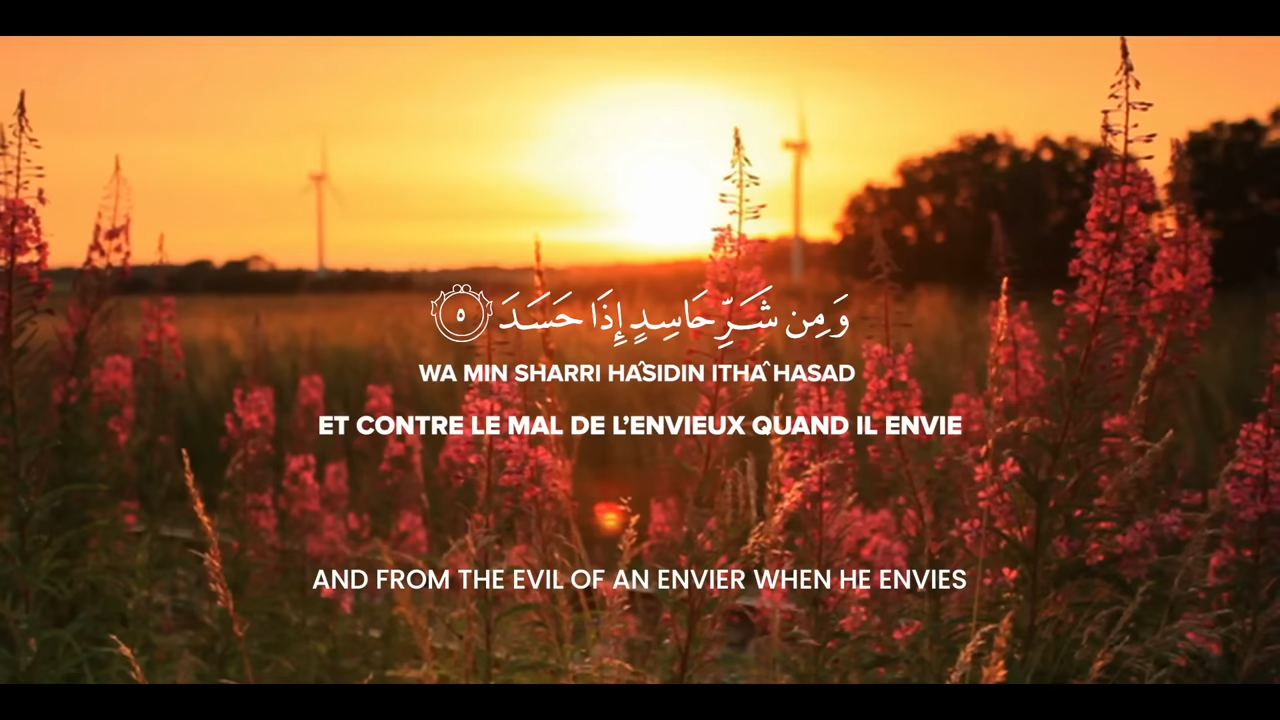 وَمِن شَرِّ حَاسِدٍ إِذَا حَسَدَ ٥
WA MIN SHARRI HÂSIDIN ITHAˆ HASAD
ET CONTRE LE MAL DE L’ENVIEUX QUAND IL ENVIE
AND FROM THE EVIL OF AN ENVIER WHEN HE ENVIES